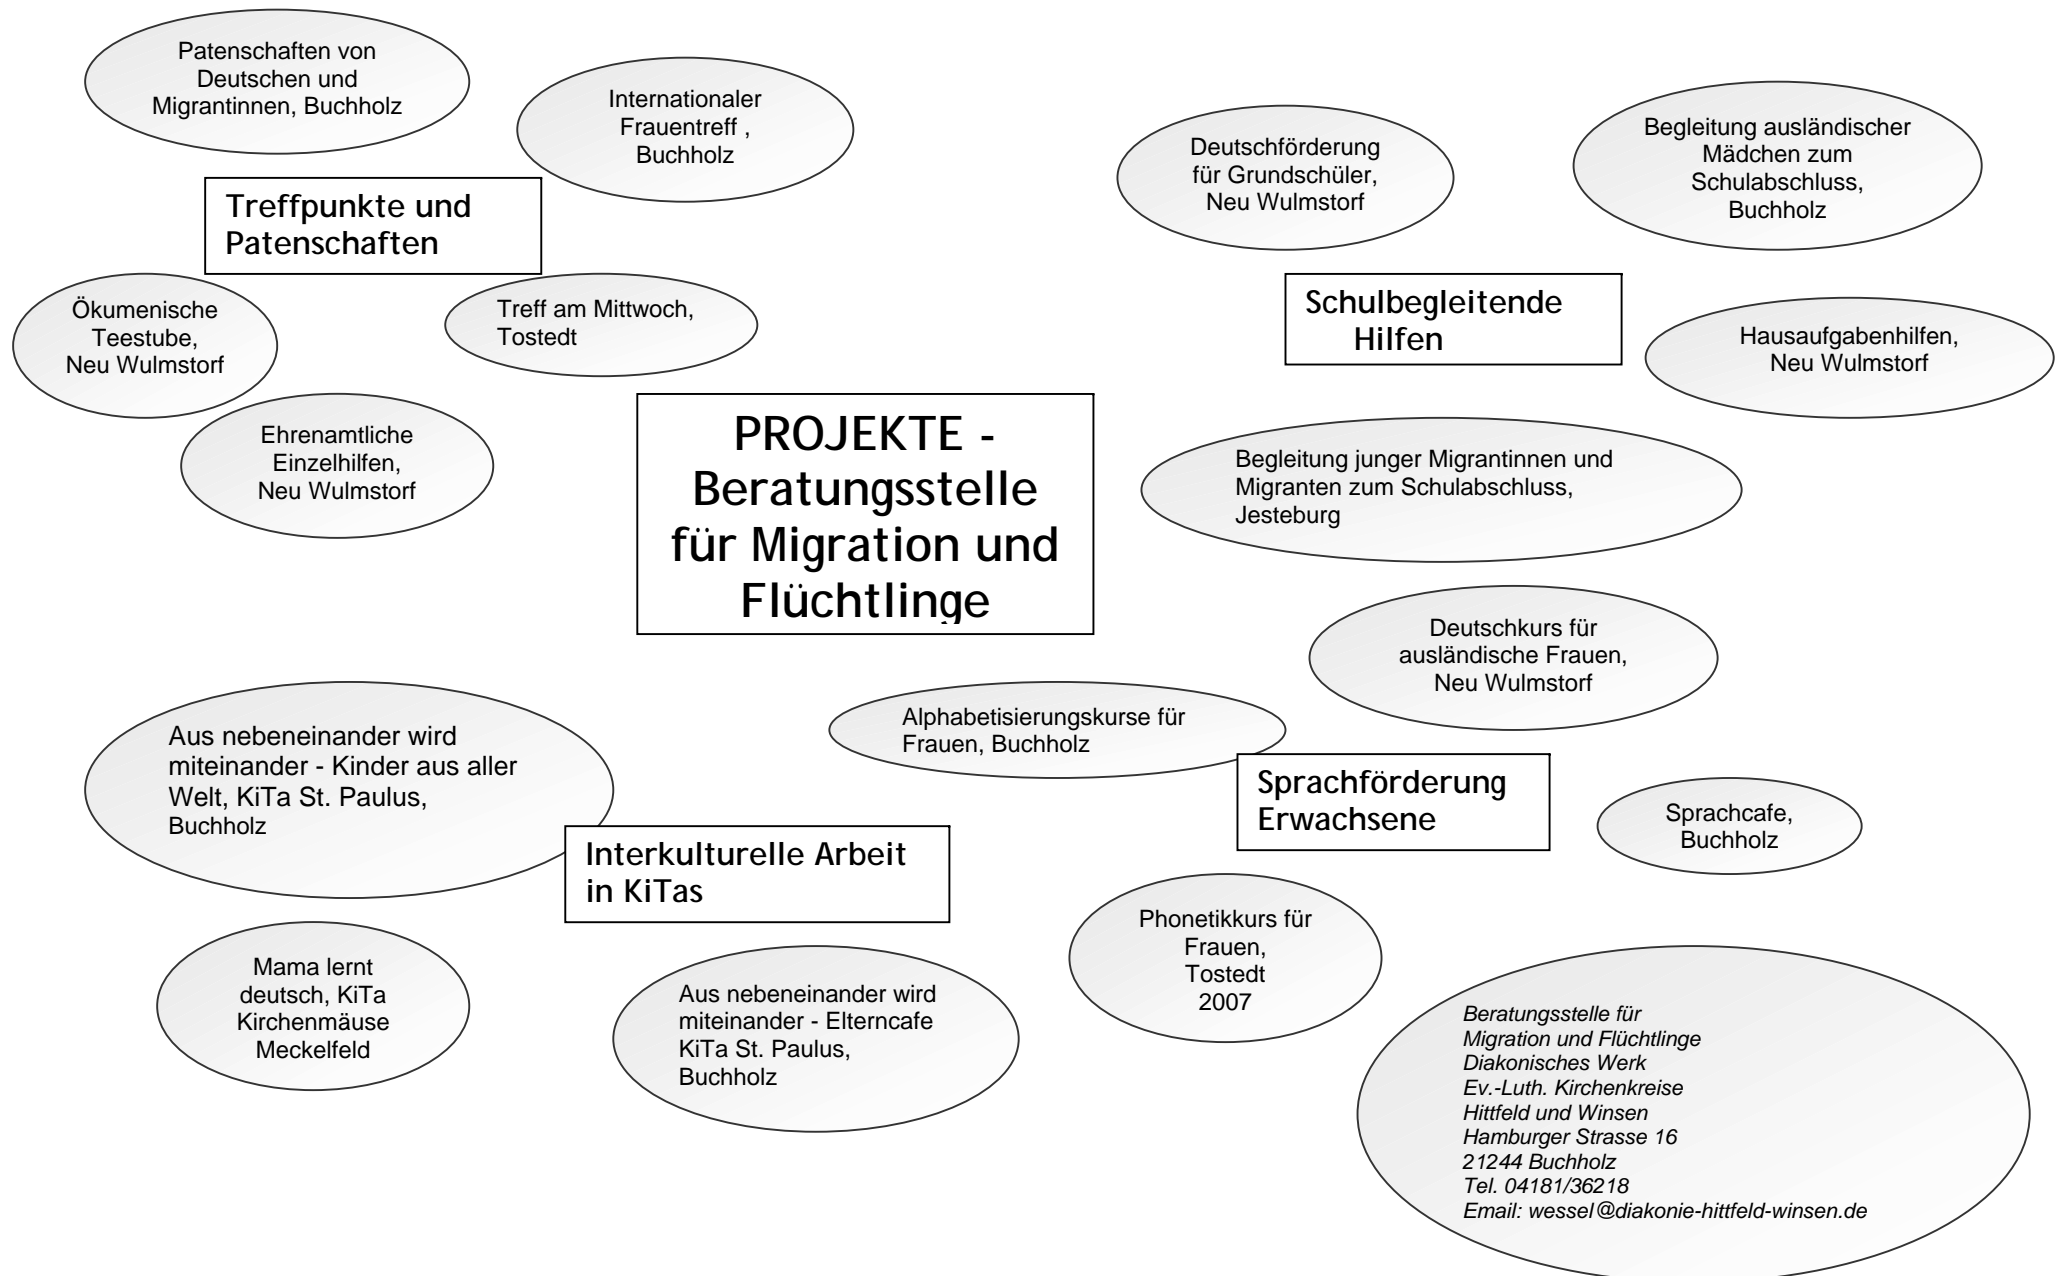 Patenschaften von
Deutschen und
Migrantinnen, Buchholz
Internationaler
Frauentreff ,
Buchholz
Treffpunkte und
Patenschaften
Ökumenische
Teestube,
Neu Wulmstorf
Treff am Mittwoch,
Tostedt
Ehrenamtliche
Einzelhilfen,
Neu Wulmstorf
Deutschförderung
für Grundschüler,
Neu Wulmstorf
Begleitung ausländischer
Mädchen zum
Schulabschluss,
Buchholz
Schulbegleitende
Hilfen
Hausaufgabenhilfen,
Neu Wulmstorf
Begleitung junger Migrantinnen und
Migranten zum Schulabschluss,
Jesteburg
PROJEKTE -
Beratungsstelle
für Migration und
Flüchtlinge
Deutschkurs für
ausländische Frauen,
Neu Wulmstorf
Alphabetisierungskurse für
Frauen, Buchholz
Sprachförderung
Erwachsene
Sprachcafe,
Buchholz
Phonetikkurs für
Frauen,
Tostedt
2007
Aus nebeneinander wird
miteinander - Kinder aus aller
Welt, KiTa St. Paulus,
Buchholz
Interkulturelle Arbeit
in KiTas
Mama lernt
deutsch, KiTa
Kirchenmäuse
Meckelfeld
Aus nebeneinander wird
miteinander - Elterncafe
KiTa St. Paulus,
Buchholz
Beratungsstelle für
Migration und Flüchtlinge
Diakonisches Werk
Ev.-Luth. Kirchenkreise
Hittfeld und Winsen
Hamburger Strasse 16
21244 Buchholz
Tel. 04181/36218
Email: wessel@diakonie-hittfeld-winsen.de